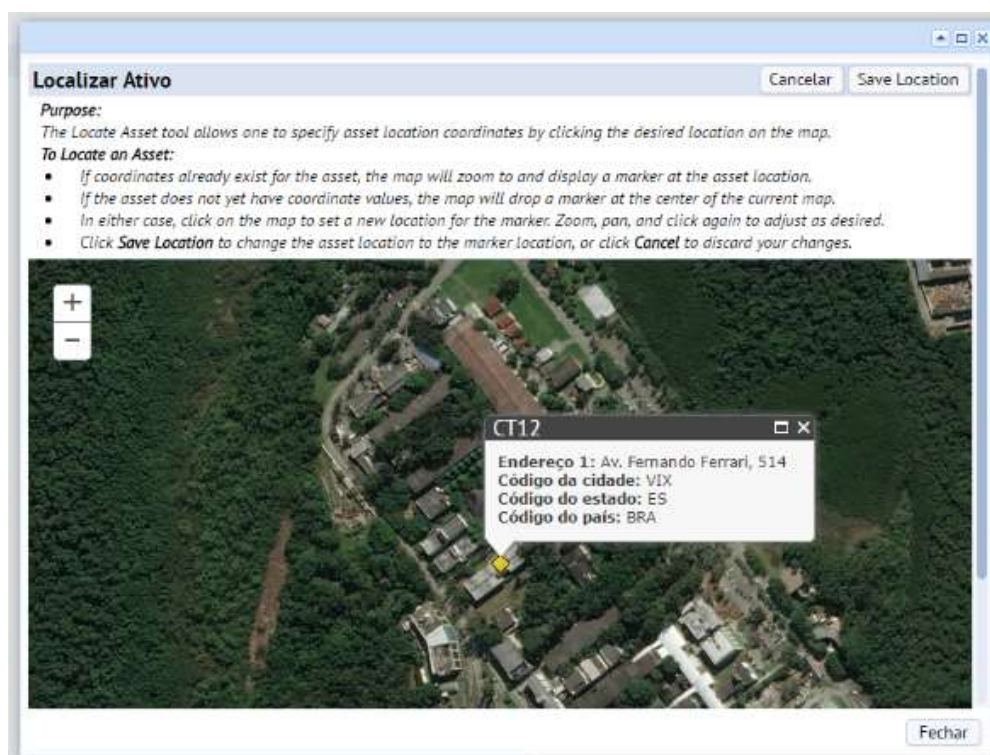 Localizar Ativo
Cancelar
Save Location
Purpose:
The Locate Asset tool allows one to specify asset location coordinates by clicking the desired location on the map.
To Locate an Asset:
• If coordinates already exist for the asset, the map will zoom to and display a marker at the asset location.
• If the asset does not yet have coordinate values, the map will drop a marker at the center of the current map.
• In either case, click on the map to set a new location for the marker. Zoom, pan, and click again to adjust as desired.
• Click Save Location to change the asset location to the marker location, or click Cancel to discard your changes.
+
−
CT12
Endereço 1: Av. Fernando Ferrari, 514
Código da cidade: VIX
Código do estado: ES
Código do país: BRA
Fechar